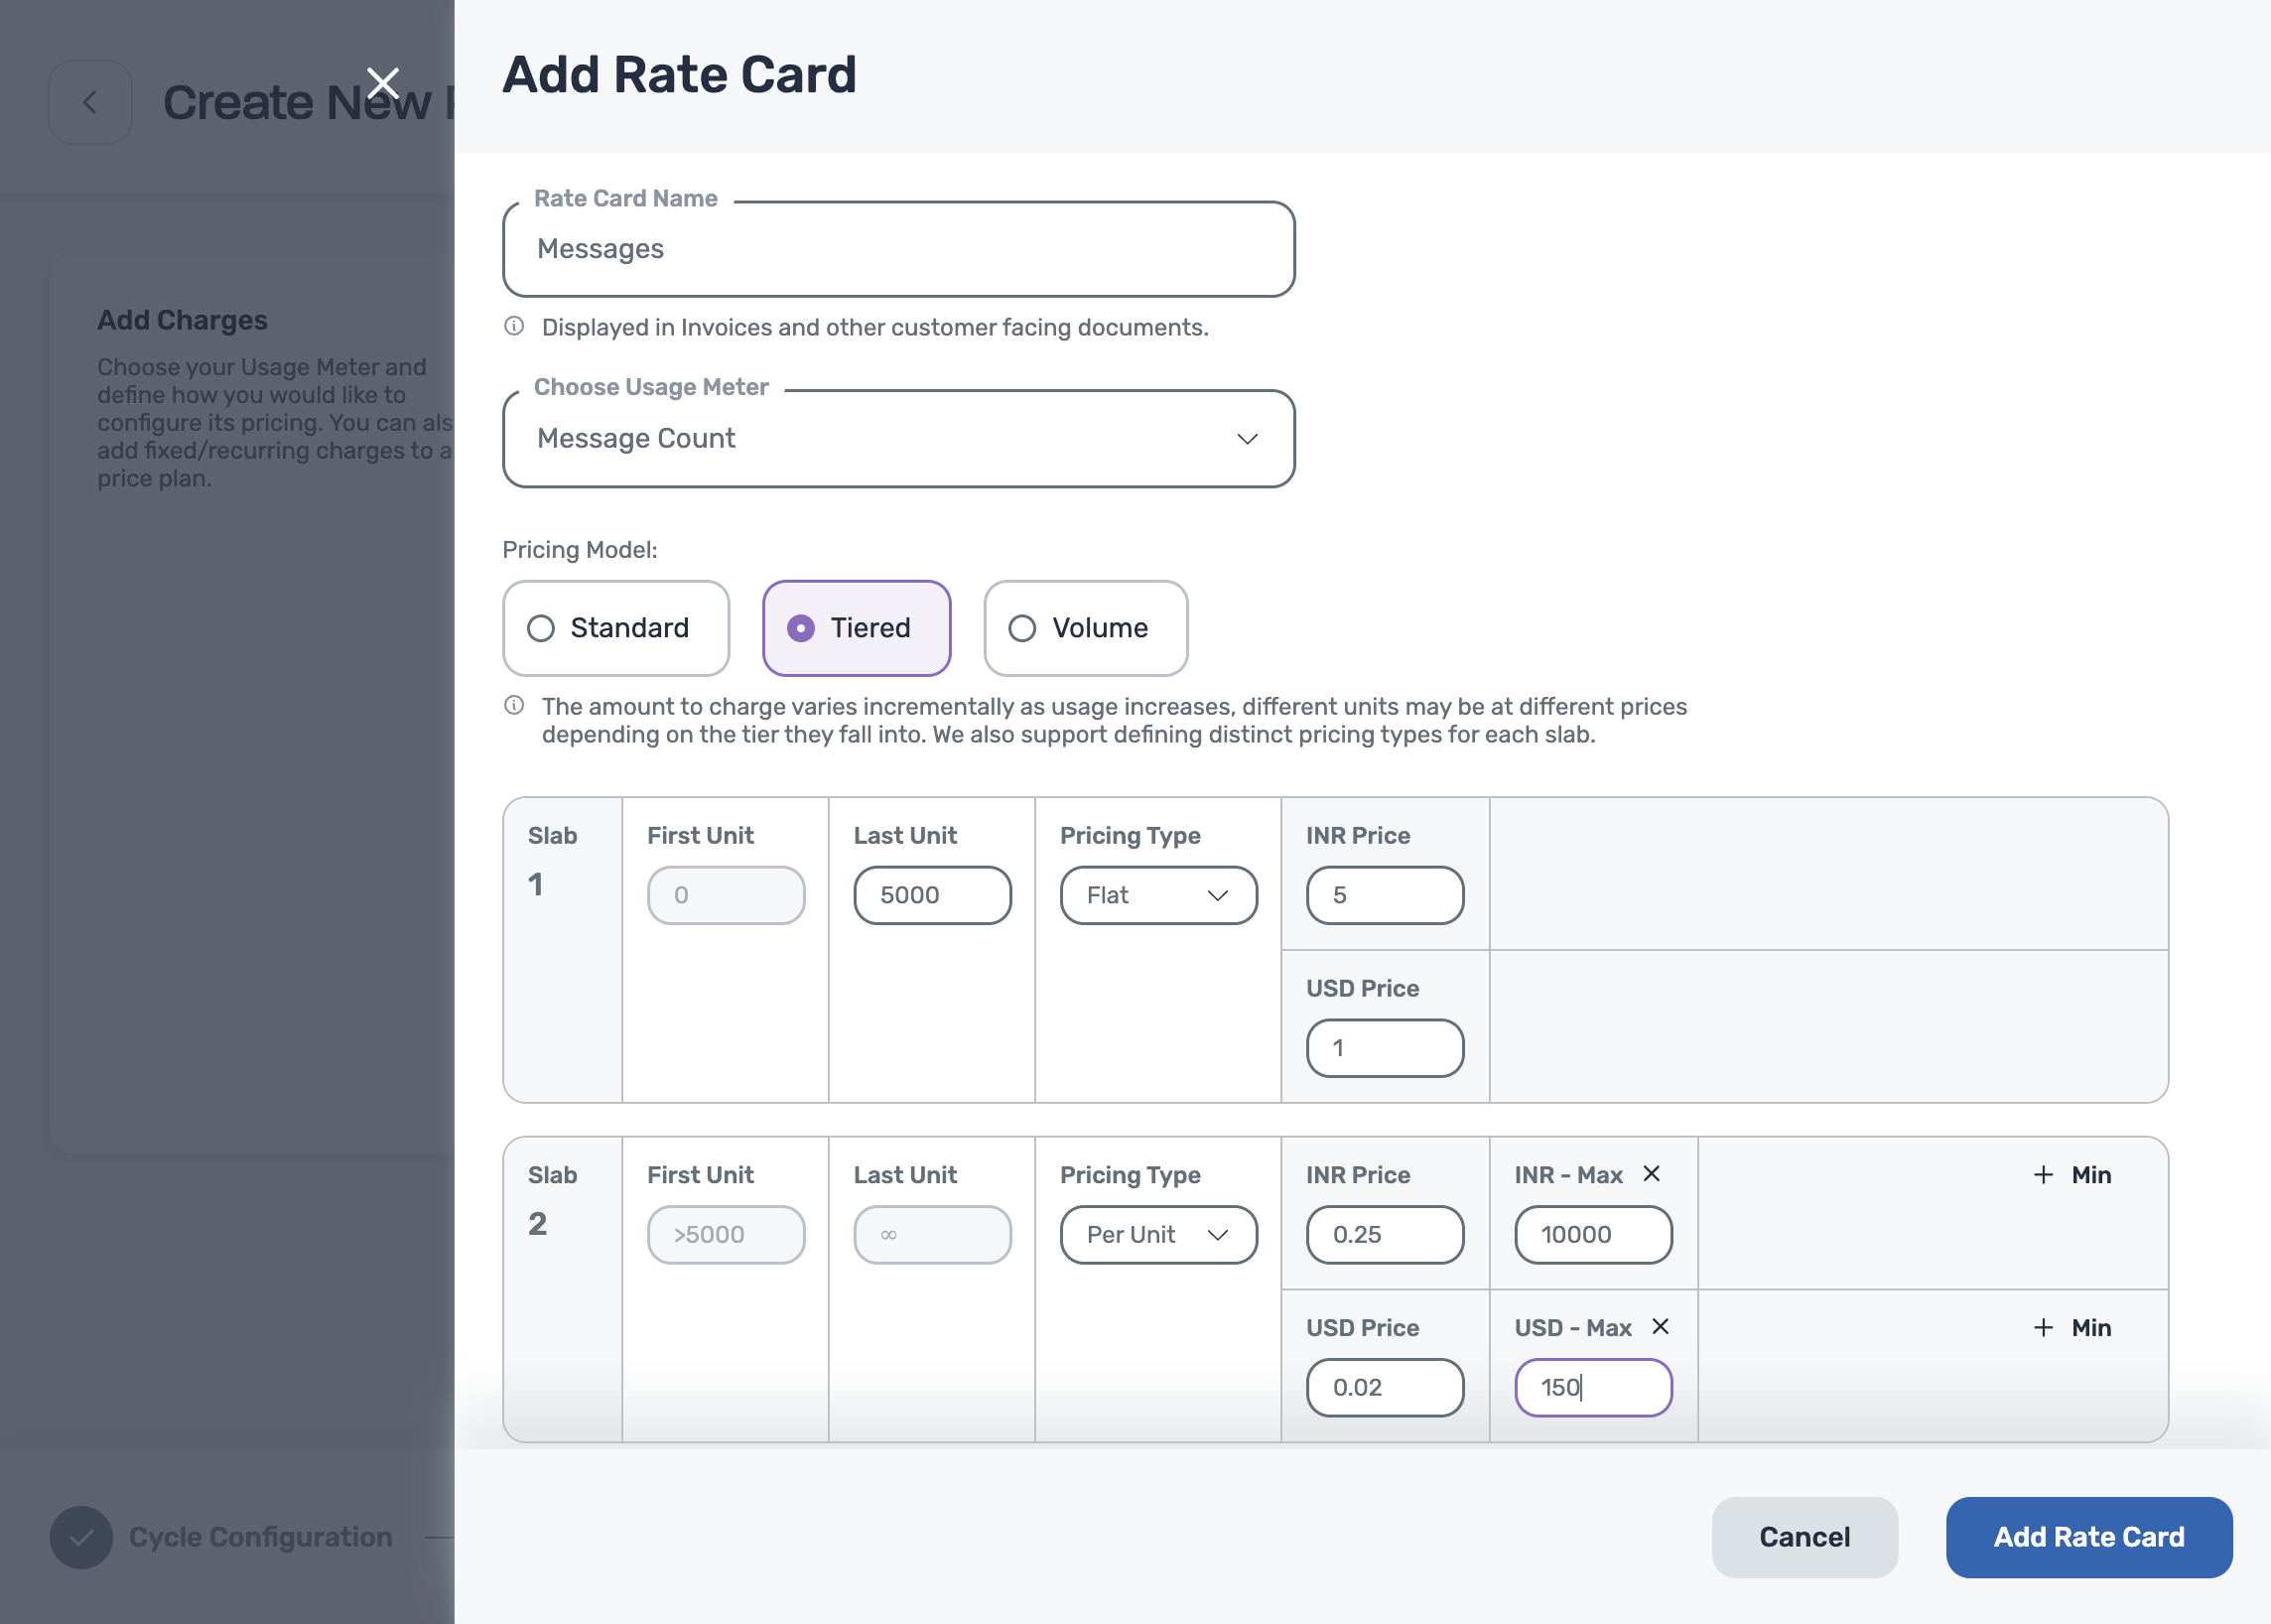 Create New
Add Charges
Choose your Usage Meter and
define how you would like to
configure its pricing. You can als
add fixed/recurring charges to a
price plan.
Cycle Configuration
Add Rate Card
Rate Card Name
Messages
Displayed in Invoices and other customer facing documents.
Choose Usage Meter
Message Count
Pricing Model:
Standard
Tiered
Volume
The amount to charge varies incrementally as usage increases, different units may be at different prices
depending on the tier they fall into. We also support defining distinct pricing types for each slab.
Slab First Unit Last Unit Pricing Type INR Price
1 0 5000 Flat 5
USD Price
1
Slab First Unit Last Unit Pricing Type INR Price INR - Max + Min
2 >5000 ∞ Per Unit 0.25 10000
USD Price USD - Max + Min
0.02 150
Cancel
Add Rate Card